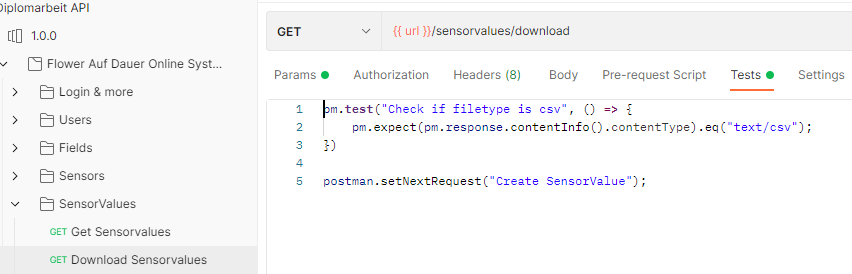 Diplomarbeit API
1.0.0
Flower Auf Dauer Online Syst...
Login & more
Users
Fields
Sensors
SensorValues
GET Get Sensorvalues
GET Download Sensorvalues
GET {{ url }}/sensorvalues/download
Params Authorization Headers (8) Body Pre-request Script Tests Settings
1 pm.test("Check if filetype is csv", () => {
2 pm.expect(pm.response.contentInfo().contentType).eq("text/csv");
3 })
4
5 postman.setNextRequest("Create SensorValue");